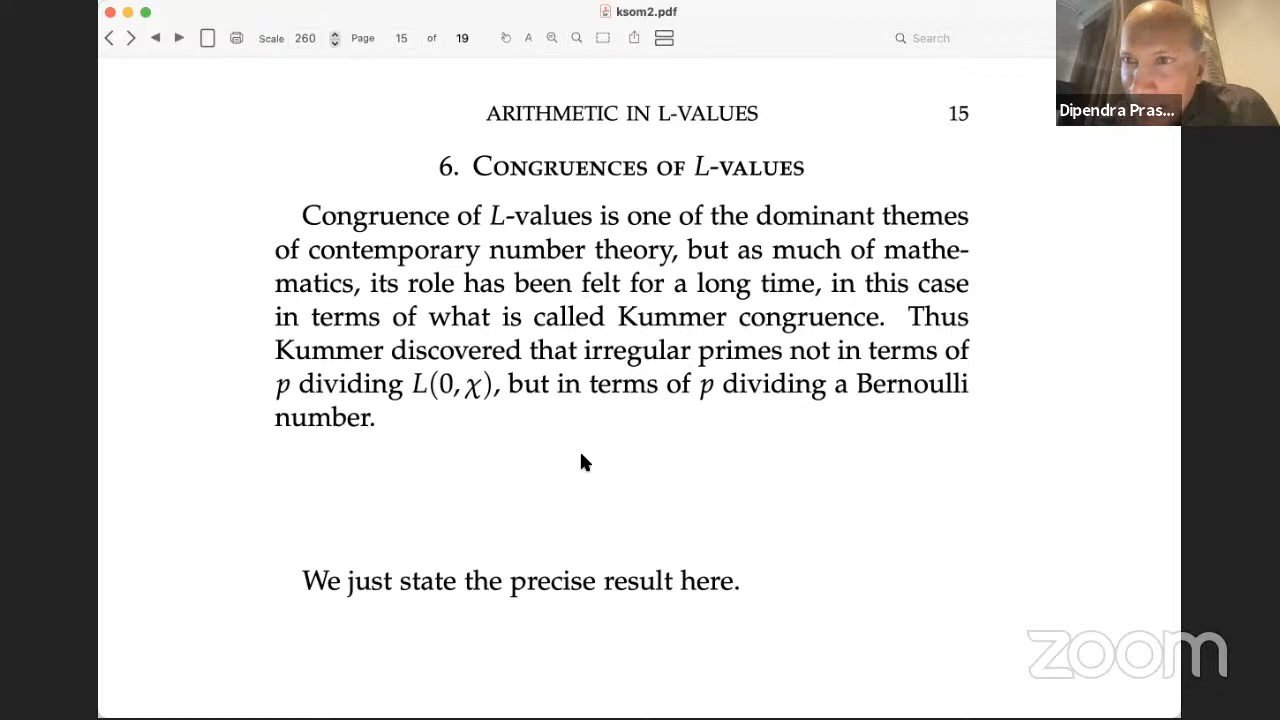 ksom2.pdf
Scale 260 Page 15 of 19 A Search
Dipendra Pras...
ARITHMETIC IN L-VALUES 15
6. CONGRUENCES OF L-VALUES
Congruence of L-values is one of the dominant themes
of contemporary number theory, but as much of mathe-
matics, its role has been felt for a long time, in this case
in terms of what is called Kummer congruence. Thus
Kummer discovered that irregular primes not in terms of
p dividing L(0, χ), but in terms of p dividing a Bernoulli
number.
We just state the precise result here.
zoom